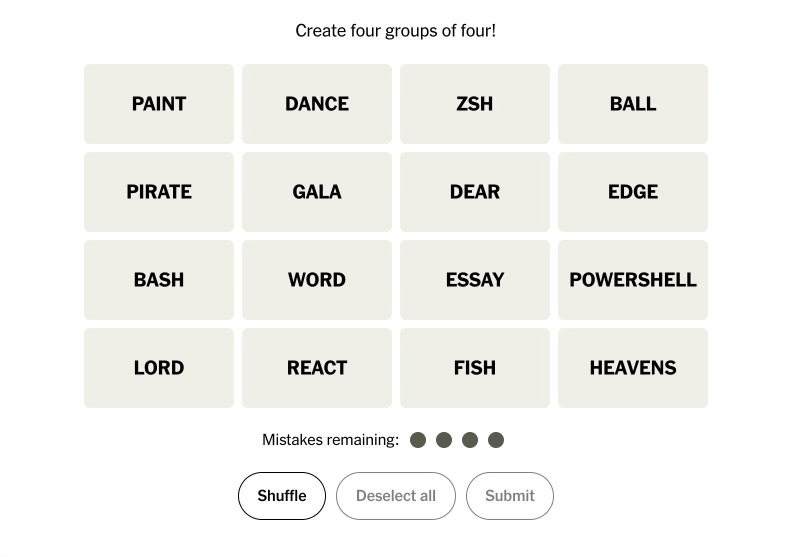 Create four groups of four!
PAINT DANCE ZSH BALL
PIRATE GALA DEAR EDGE
BASH WORD ESSAY POWERSHELL
LORD REACT FISH HEAVENS
Mistakes remaining:
Shuffle Deselect all Submit